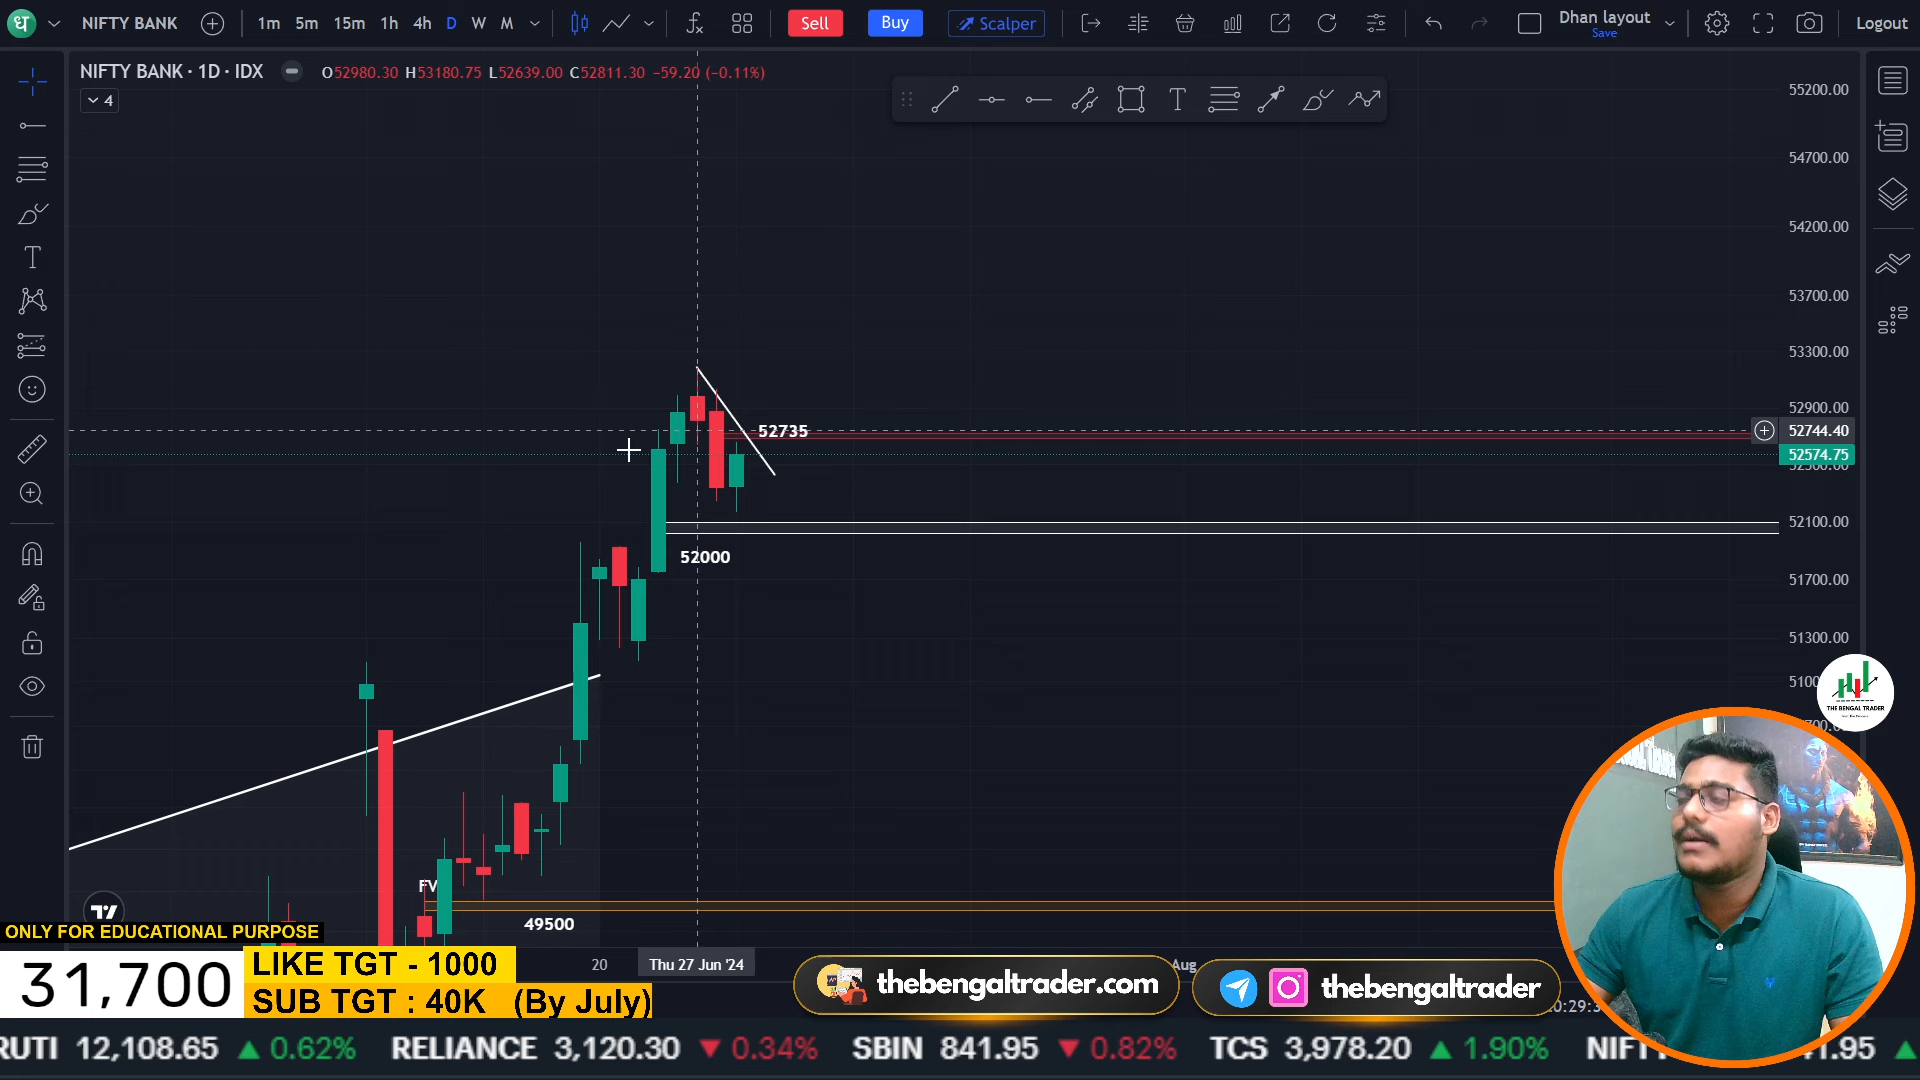 धा
NIFTY BANK
1m 5m 15m 1h 4h D W M
Sell
Buy
Scalper
Dhan layout
Save
Logout
NIFTY BANK · 1D · IDX
O52980.30 H53180.75 L52639.00 C52811.30 −59.20 (−0.11%)
4
55200.00
54700.00
54200.00
53700.00
53300.00
52900.00
52735
52744.40
52574.75
52100.00
52000
51700.00
51300.00
THE BENGAL TRADER
FV
49500
ONLY FOR EDUCATIONAL PURPOSE
31,700
LIKE TGT - 1000
SUB TGT : 40K (By July)
20
Thu 27 Jun '24
Aug
thebengaltrader.com
thebengaltrader
RUTI 12,108.65 ▲ 0.62% RELIANCE 3,120.30 ▼ 0.34% SBIN 841.95 ▼ 0.82% TCS 3,978.20 ▲ 1.90%